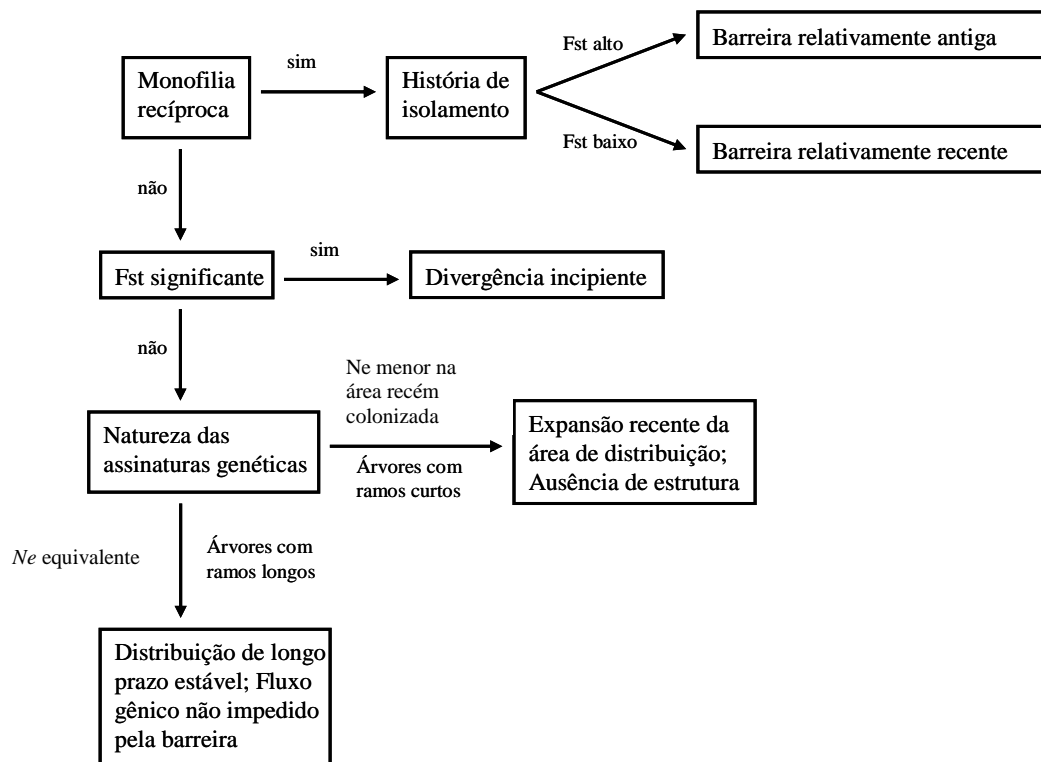 Fst alto
Barreira relativamente antiga
sim
Monofilia
recíproca
História de
isolamento
Fst baixo
Barreira relativamente recente
não
sim
Fst significante
Divergência incipiente
não
Ne menor na
área recém
colonizada
Natureza das
assinaturas genéticas
Árvores com
ramos curtos
Expansão recente da
área de distribuição;
Ausência de estrutura
Ne equivalente
Árvores com
ramos longos
Distribuição de longo
prazo estável; Fluxo
gênico não impedido
pela barreira